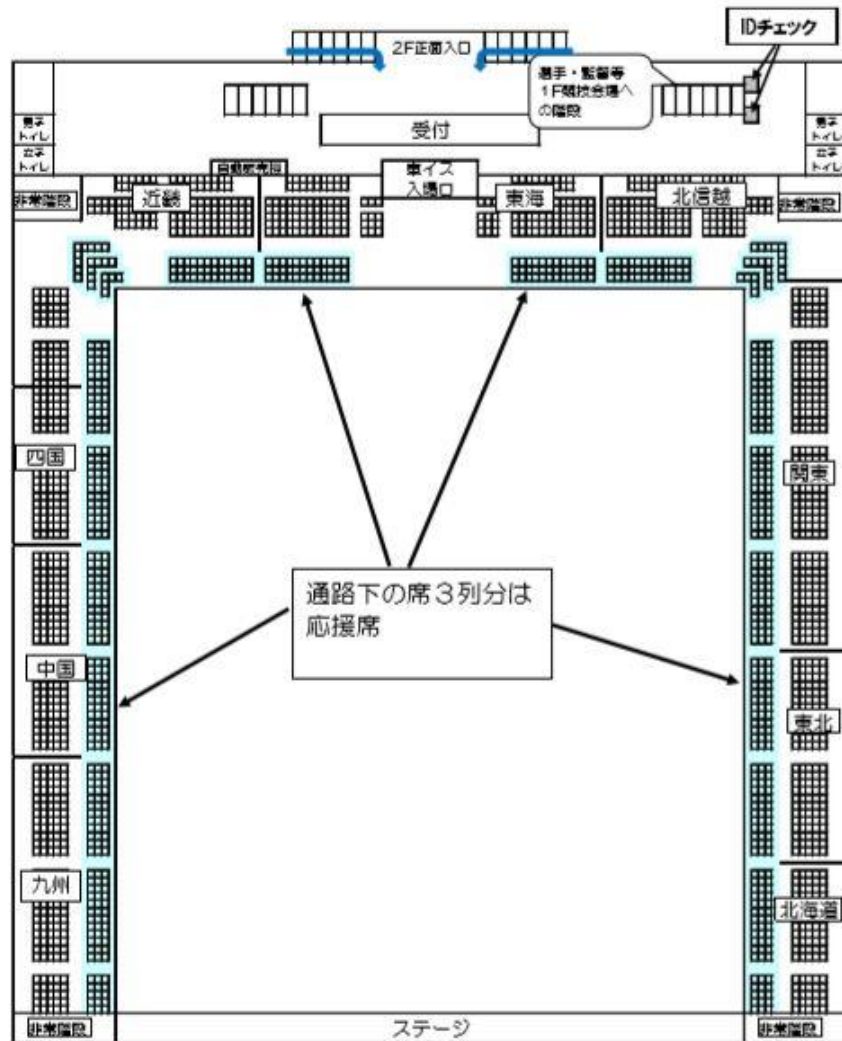 IDチェック
2F正面入口
選手・監督等
1F競技会場へ
の階段
受付
男子
トイレ
女子
トイレ
男子
トイレ
女子
トイレ
自動販売機
車イス
入場口
非常階段
近畿
東海
北信越
非常階段
四国
関東
通路下の席3列分は
応援席
中国
東北
九州
北海道
非常階段
ステージ
非常階段